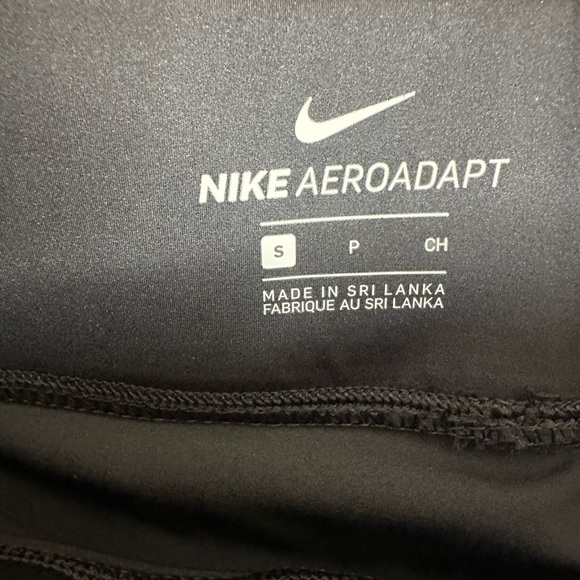 NIKE AEROADAPT
S P CH
MADE IN SRI LANKA
FABRIQUE AU SRI LANKA